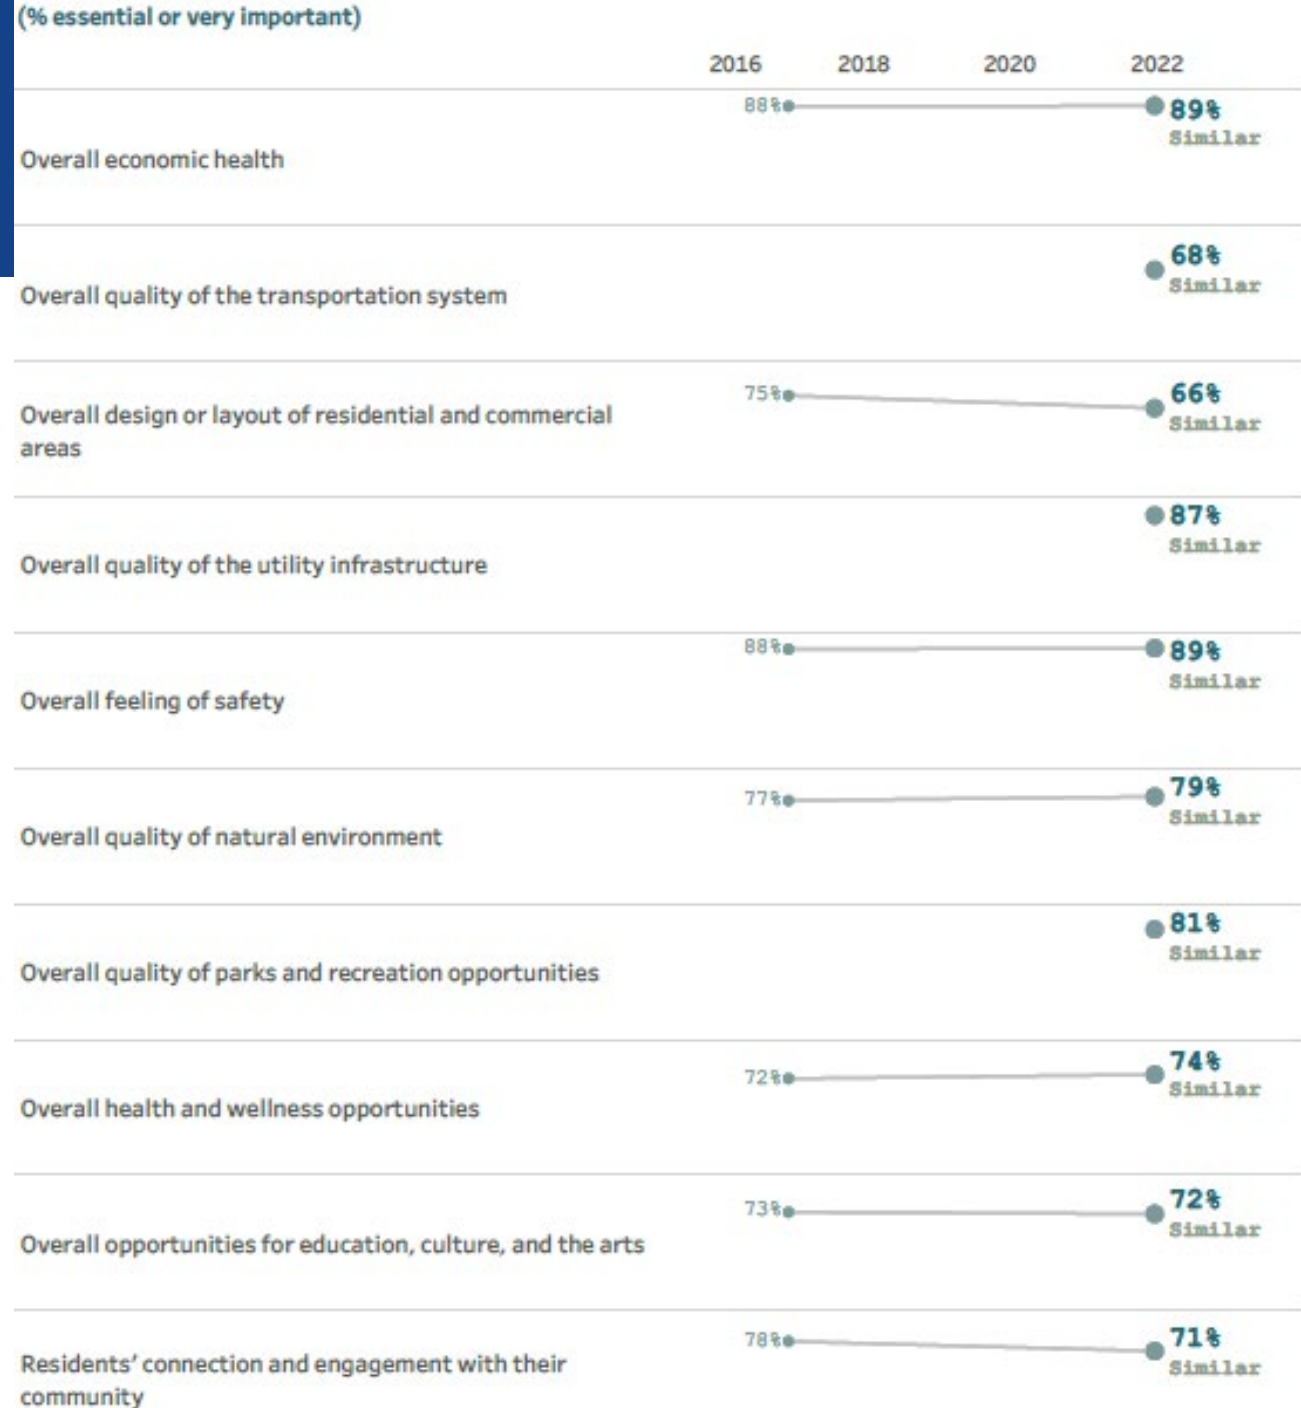 (% essential or very important)
2016 2018 2020 2022
88% 89%
Similar
Overall economic health
68%
Similar
Overall quality of the transportation system
75% 66%
Similar
Overall design or layout of residential and commercial
areas
87%
Similar
Overall quality of the utility infrastructure
88% 89%
Similar
Overall feeling of safety
77% 79%
Similar
Overall quality of natural environment
81%
Similar
Overall quality of parks and recreation opportunities
72% 74%
Similar
Overall health and wellness opportunities
73% 72%
Similar
Overall opportunities for education, culture, and the arts
78% 71%
Similar
Residents’ connection and engagement with their
community